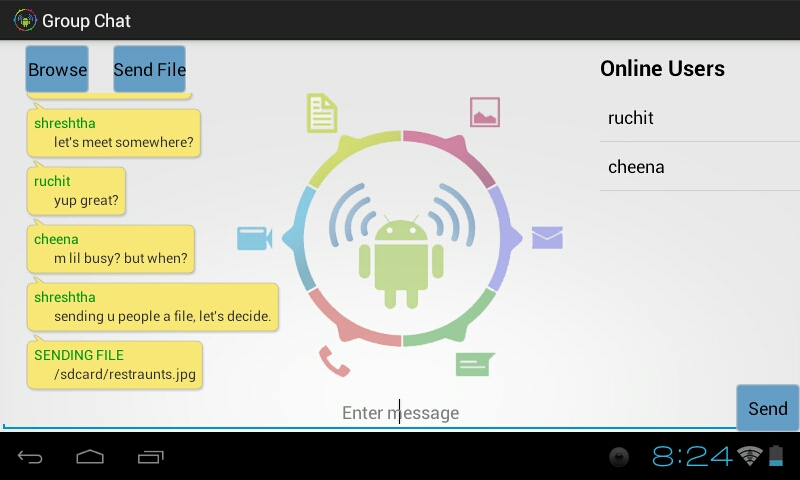 Group Chat
Browse
Send File
shreshtha
let's meet somewhere?
ruchit
yup great?
cheena
m lil busy? but when?
shreshtha
sending u people a file, let's decide.
SENDING FILE
/sdcard/restraunts.jpg
Online Users
ruchit
cheena
Enter message
Send
8:24